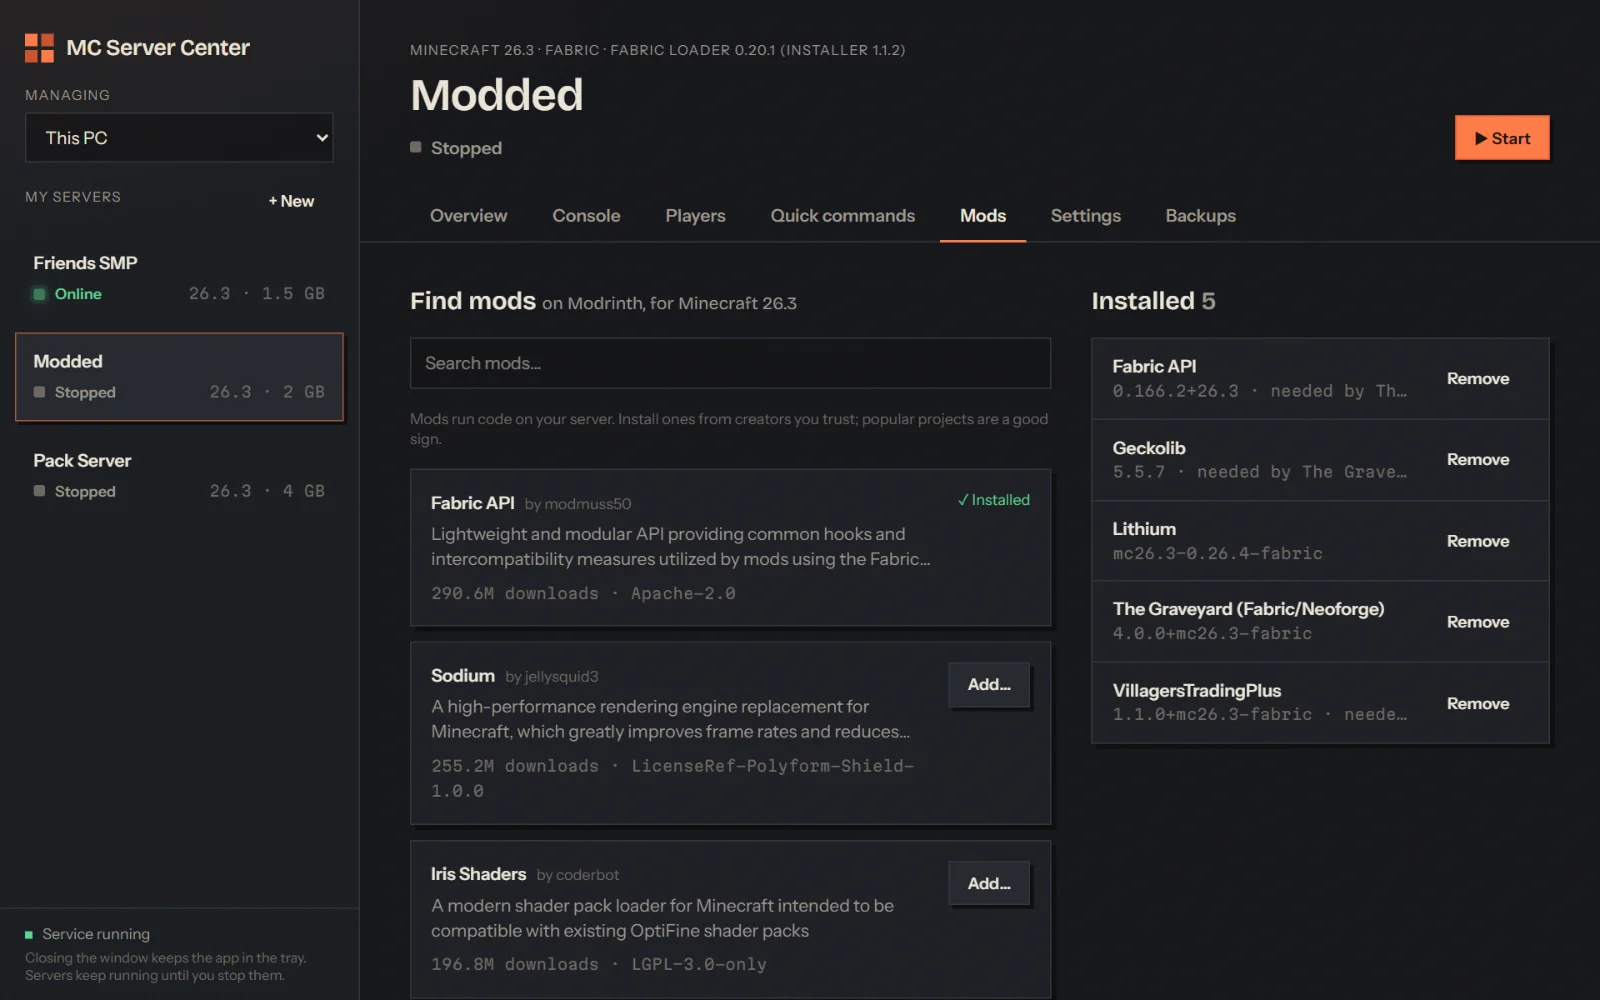 MC Server Center
MANAGING
This PC
MY SERVERS
+ New
Friends SMP
Online
26.3 · 1.5 GB
Modded
Stopped
26.3 · 2 GB
Pack Server
Stopped
26.3 · 4 GB
Service running
Closing the window keeps the app in the tray.
Servers keep running until you stop them.
MINECRAFT 26.3 · FABRIC · FABRIC LOADER 0.20.1 (INSTALLER 1.1.2)
Modded
Stopped
Start
Overview
Console
Players
Quick commands
Mods
Settings
Backups
Find mods on Modrinth, for Minecraft 26.3
Search mods...
Mods run code on your server. Install ones from creators you trust; popular projects are a good
sign.
Fabric API by modmuss50
✓ Installed
Lightweight and modular API providing common hooks and
intercompatibility measures utilized by mods using the Fabric...
290.6M downloads · Apache-2.0
Sodium by jellysquid3
Add...
A high-performance rendering engine replacement for
Minecraft, which greatly improves frame rates and reduces...
255.2M downloads · LicenseRef-Polyform-Shield-
1.0.0
Iris Shaders by coderbot
Add...
A modern shader pack loader for Minecraft intended to be
compatible with existing OptiFine shader packs
196.8M downloads · LGPL-3.0-only
Installed 5
Fabric API
0.166.2+26.3 · needed by Th…
Remove
Geckolib
5.5.7 · needed by The Grave…
Remove
Lithium
mc26.3-0.26.4-fabric
Remove
The Graveyard (Fabric/Neoforge)
4.0.0+mc26.3-fabric
Remove
VillagersTradingPlus
1.1.0+mc26.3-fabric · neede…
Remove